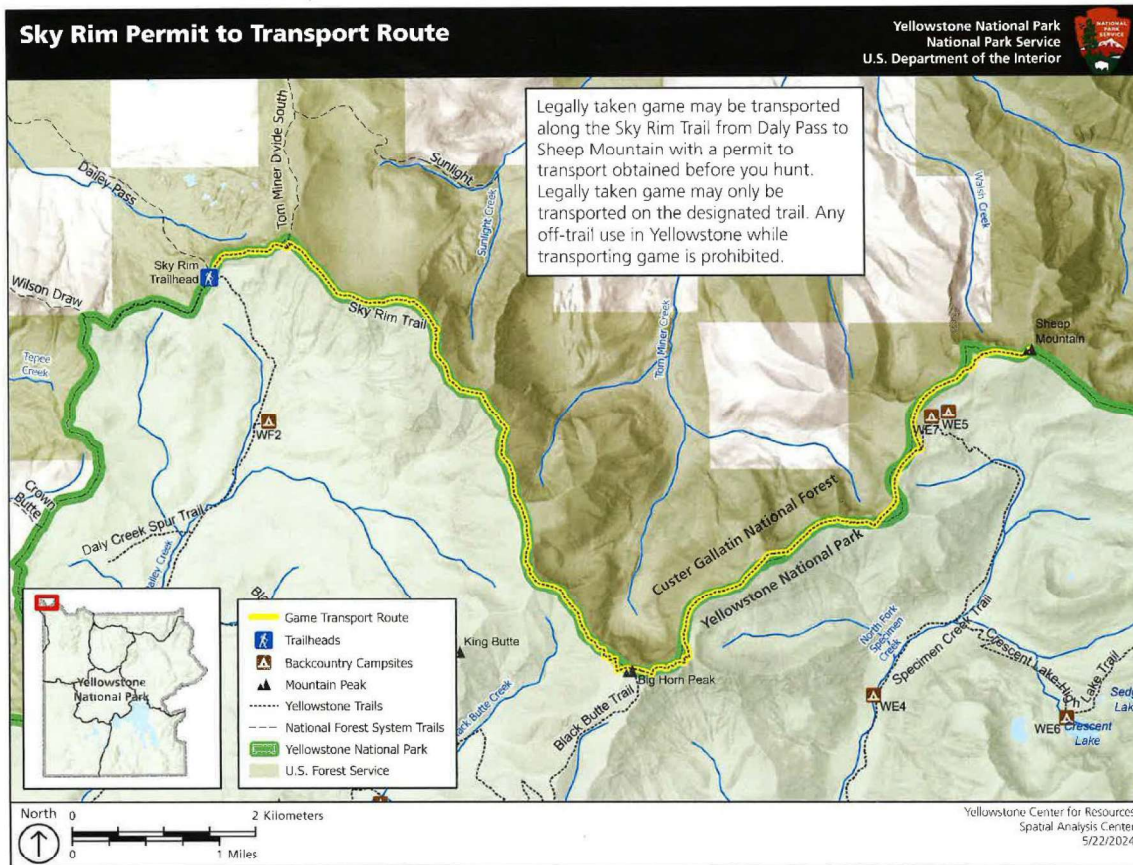 Sky Rim Permit to Transport Route
Yellowstone National Park
National Park Service
U.S. Department of the Interior
NATIONAL
PARK
SERVICE
Legally taken game may be transported
along the Sky Rim Trail from Daly Pass to
Sheep Mountain with a permit to
transport obtained before you hunt.
Legally taken game may only be
transported on the designated trail. Any
off-trail use in Yellowstone while
transporting game is prohibited.
Dailey Pass
Tom Miner Dvide South
Sunlight
Sunlight Creek
Walsh Creek
Sky Rim
Trailhead
Wilson Draw
Sky Rim Trail
Tom Miner Creek
Sheep
Mountain
Tepee
Creek
WF2
WE7
WE5
Crown
Butte
Daly Creek Spur Trail
Custer Gallatin National Forest
Yellowstone National Park
North Fork
Specimen
Creek
Specimen Creek Trail
Crescent Lake-High
Lake Trail
King Butte
Big Horn Peak
Black Butte Trail
WE4
WE6
Crescent
Lake
Yellowstone
National Park
Game Transport Route
Trailheads
Backcountry Campsites
Mountain Peak
Yellowstone Trails
National Forest System Trails
Yellowstone National Park
U.S. Forest Service
North
0
2 Kilometers
0
1 Miles
Yellowstone Center for Resources
Spatial Analysis Center
5/22/2024